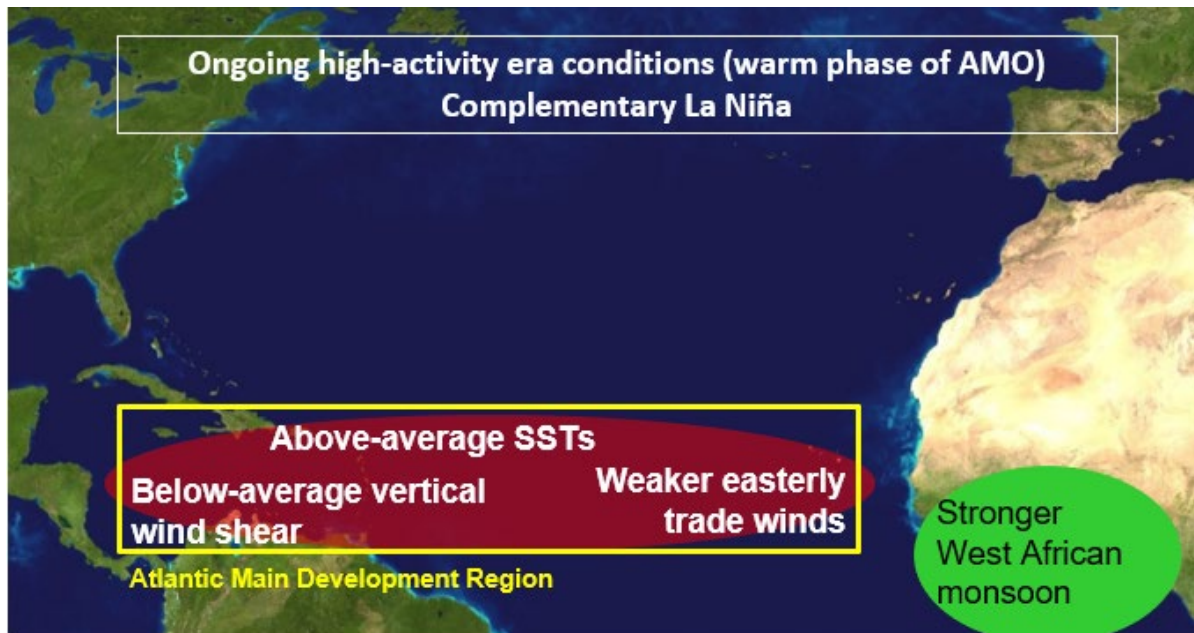 Ongoing high-activity era conditions (warm phase of AMO)
Complementary La Niña
Above-average SSTs
Below-average vertical
wind shear
Weaker easterly
trade winds
Atlantic Main Development Region
Stronger
West African
monsoon